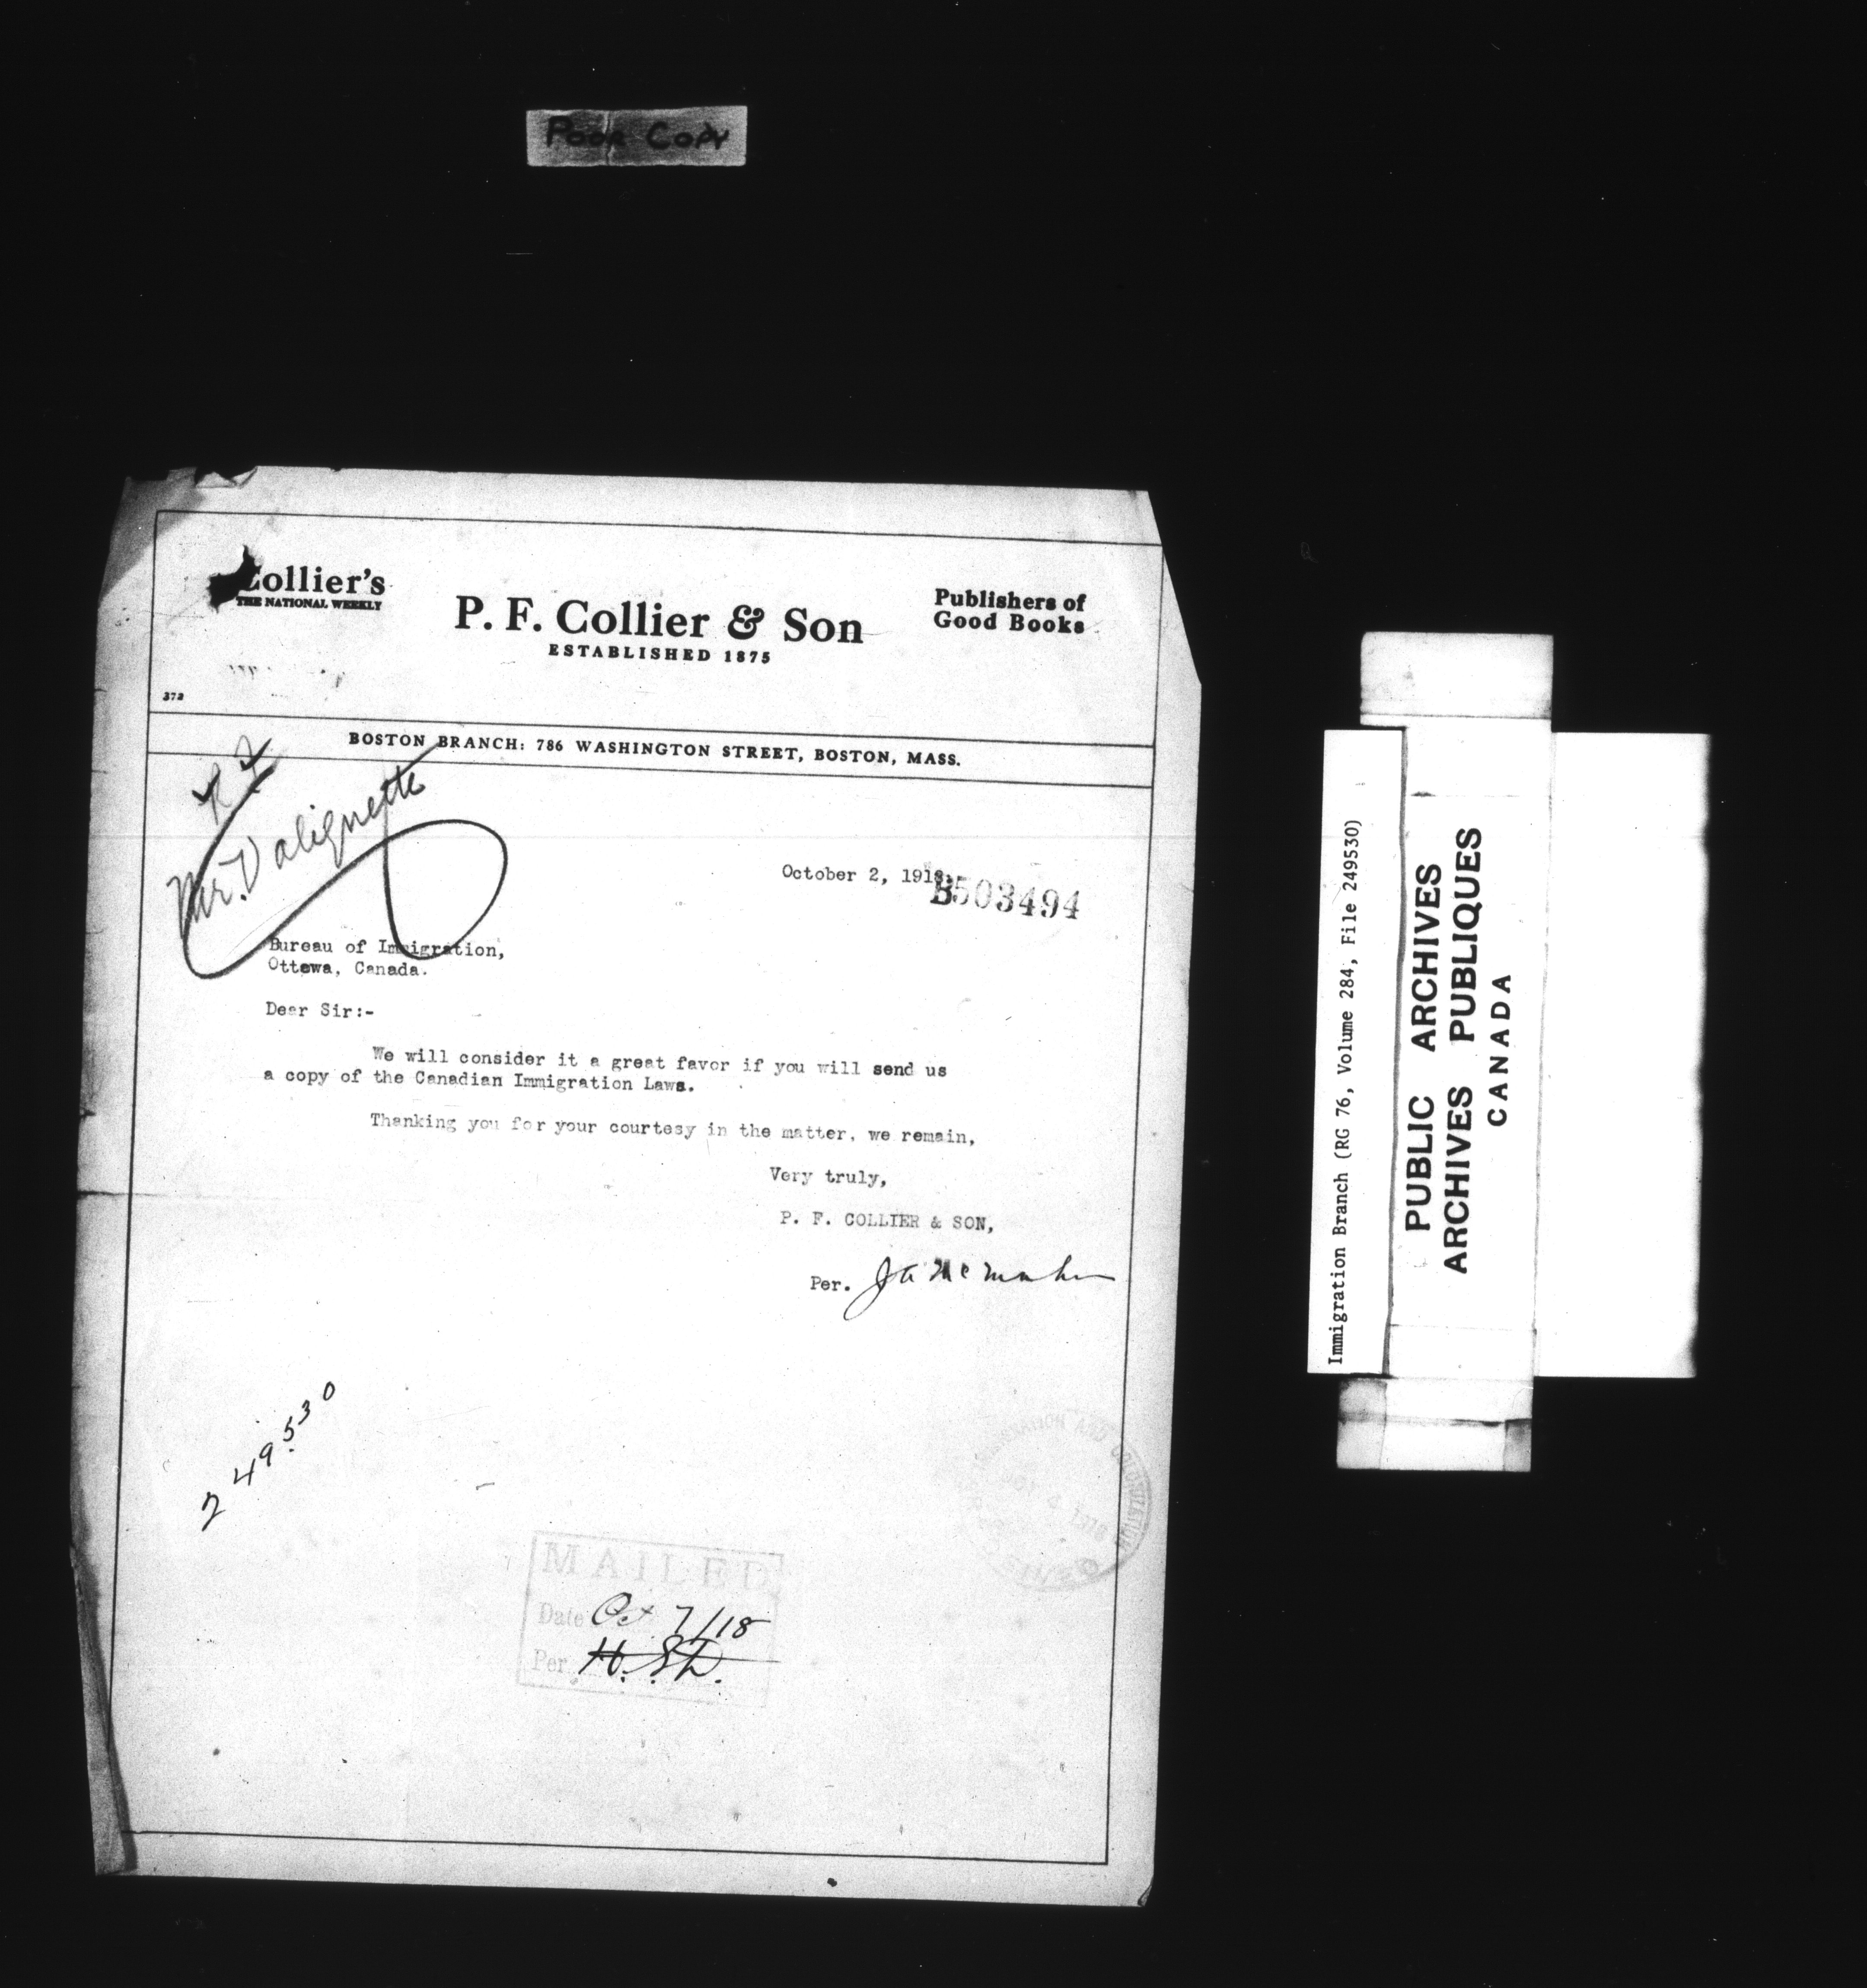 Poor Copy
Collier's
THE NATIONAL WEEKLY
P. F. Collier & Son
ESTABLISHED 1875
Publishers of
Good Books
372
BOSTON BRANCH: 786 WASHINGTON STREET, BOSTON, MASS.
Mr. Valiquette
October 2, 1918.
B503494
Bureau of Immigration,
Ottawa, Canada.
Dear Sir:-
We will consider it a great favor if you will send us
a copy of the Canadian Immigration Laws.
Thanking you for your courtesy in the matter, we remain,
Very truly,
P. F. COLLIER & SON,
Per. J A McMahon
249530
MAILED
Date Oct 7/18
Per
Immigration Branch (RG 76, Volume 284, File 249530)
PUBLIC ARCHIVES
ARCHIVES PUBLIQUES
CANADA